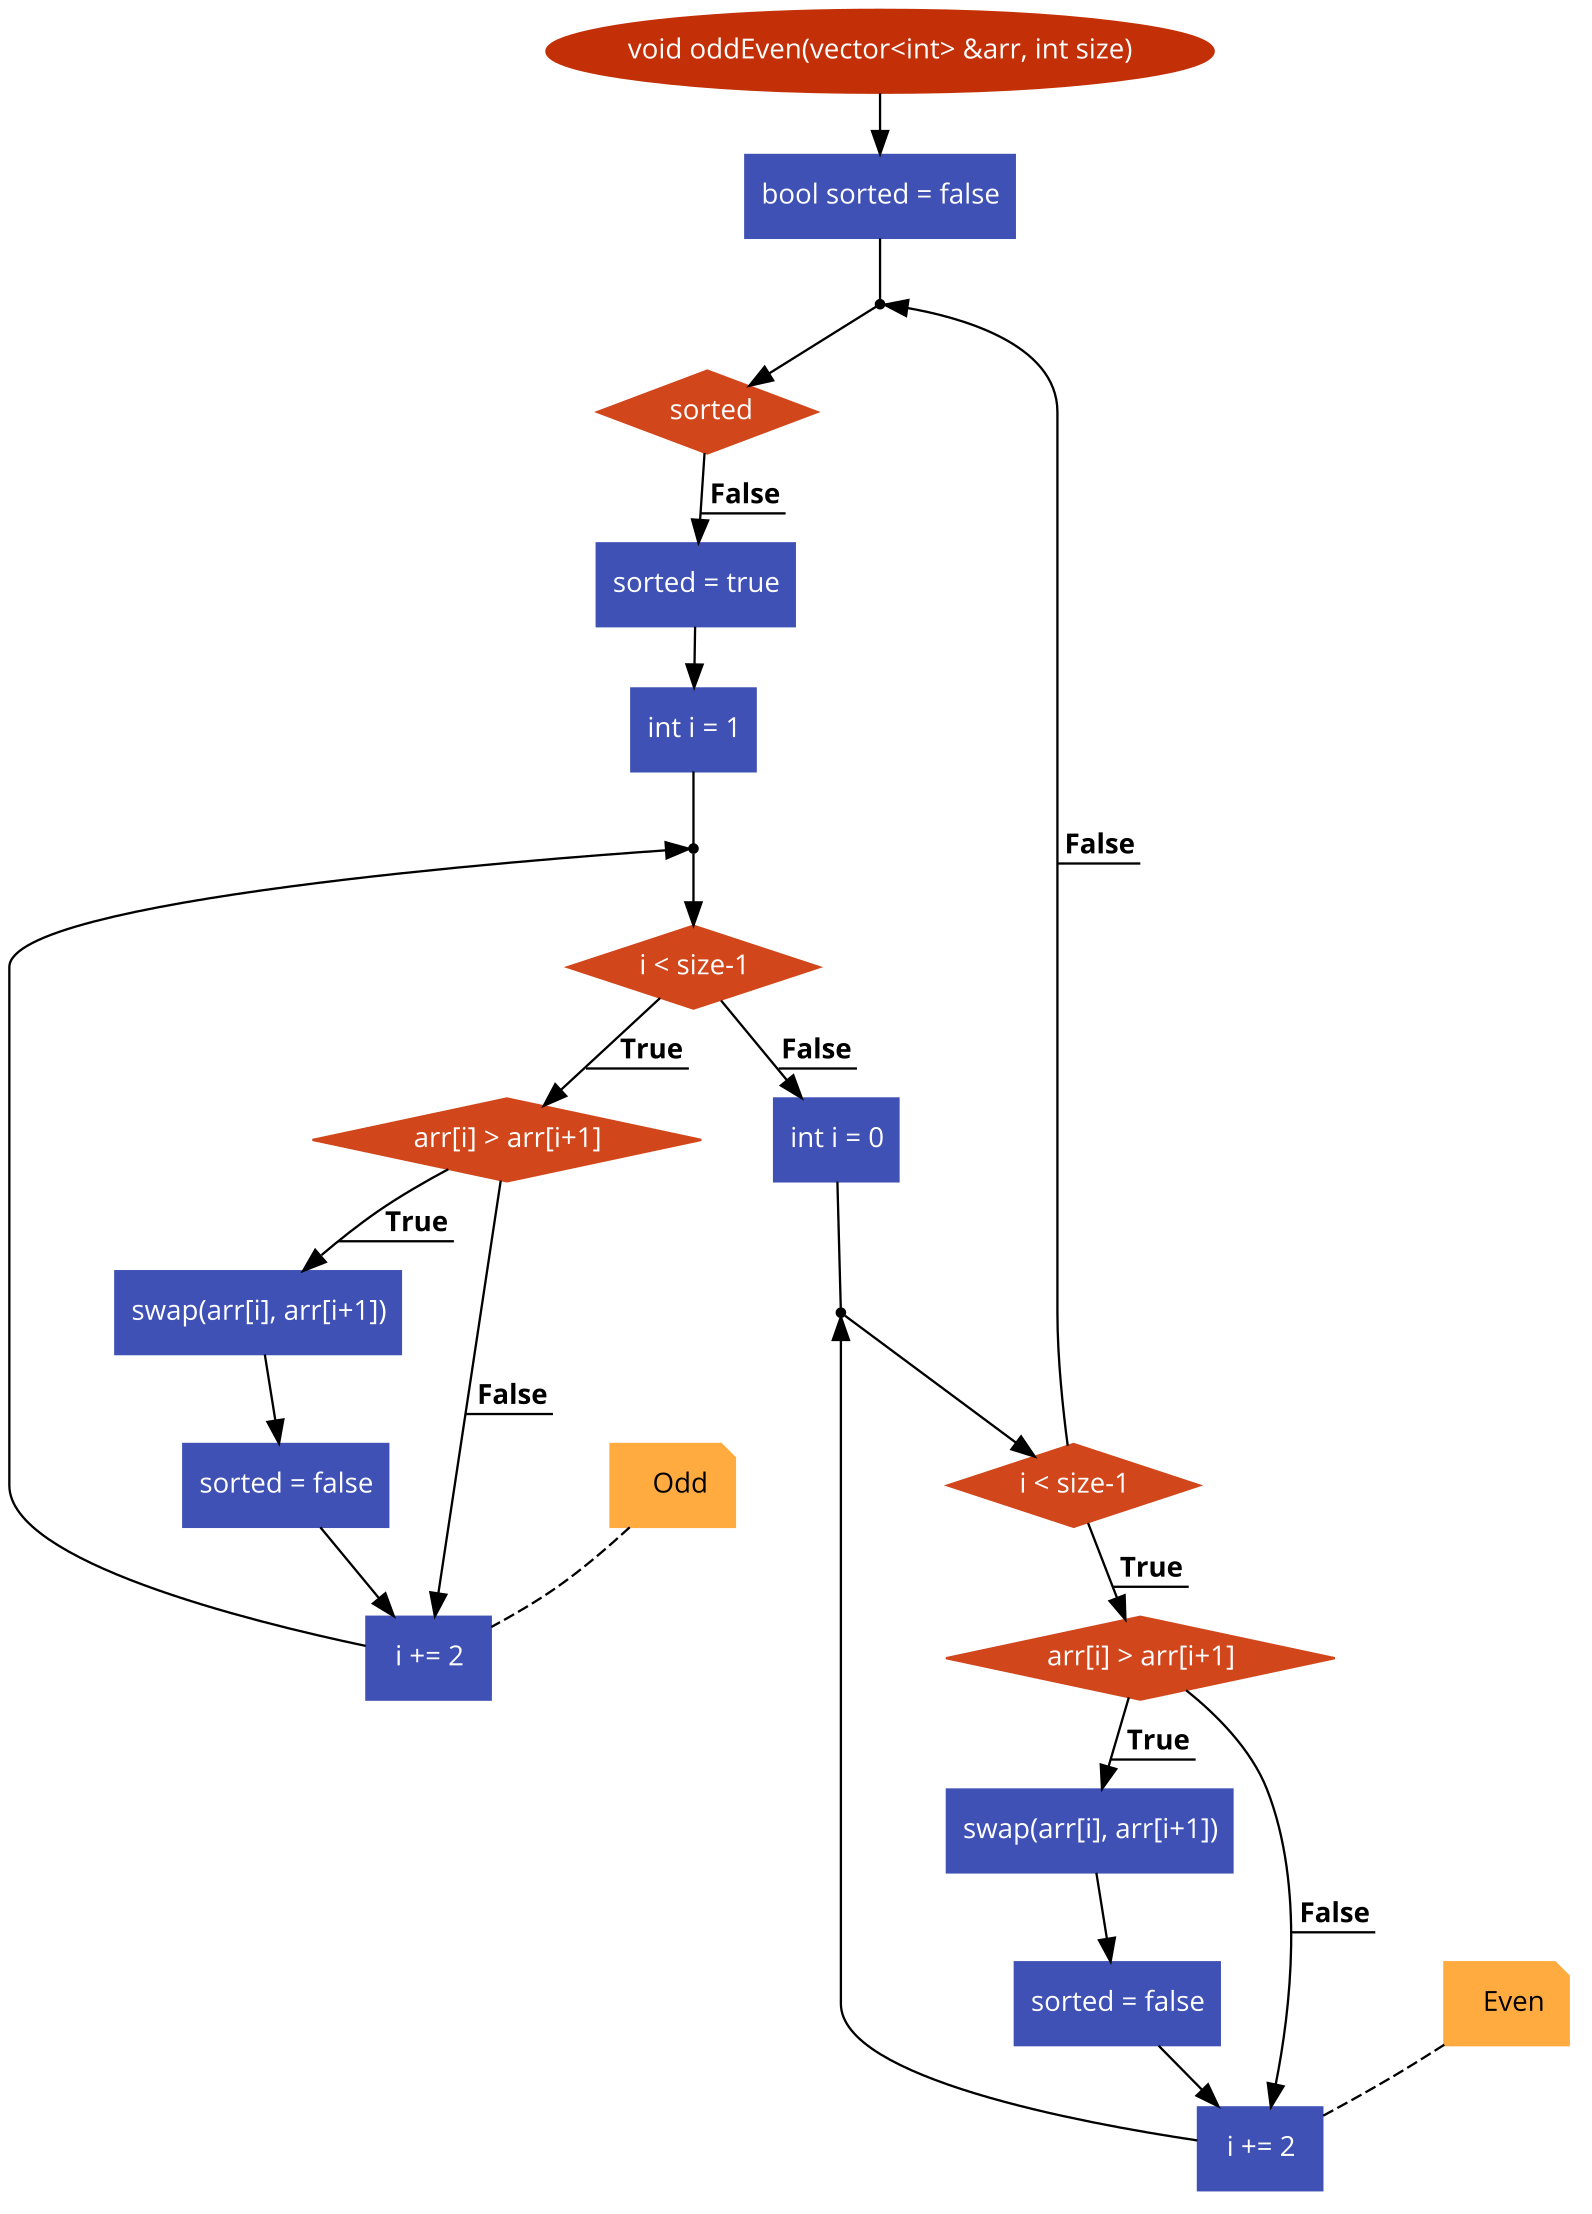 void oddEven(vector<int> &arr, int size)
bool sorted = false
sorted
False
sorted = true
int i = 1
False
i < size-1
True
False
arr[i] > arr[i+1]
int i = 0
True
swap(arr[i], arr[i+1])
False
sorted = false
Odd
i < size-1
True
i += 2
arr[i] > arr[i+1]
True
swap(arr[i], arr[i+1])
False
sorted = false
Even
i += 2